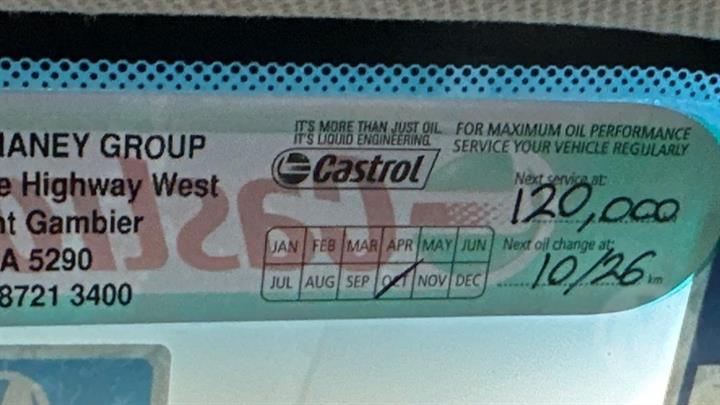 IT'S MORE THAN JUST OIL.
IT'S LIQUID ENGINEERING.
Castrol
FOR MAXIMUM OIL PERFORMANCE
SERVICE YOUR VEHICLE REGULARLY
ANEY GROUP
e Highway West
nt Gambier
A 5290
8721 3400
Next service at:
120,000
JAN FEB MAR APR MAY JUN
JUL AUG SEP OCT NOV DEC
Next oil change at:
10/26 km